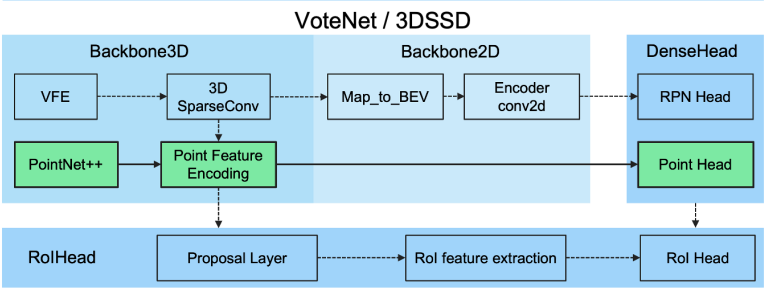 VoteNet / 3DSSD
Backbone3D
Backbone2D
DenseHead
VFE
3D
SparseConv
Map_to_BEV
Encoder
conv2d
RPN Head
PointNet++
Point Feature
Encoding
Point Head
RoIHead
Proposal Layer
RoI feature extraction
RoI Head